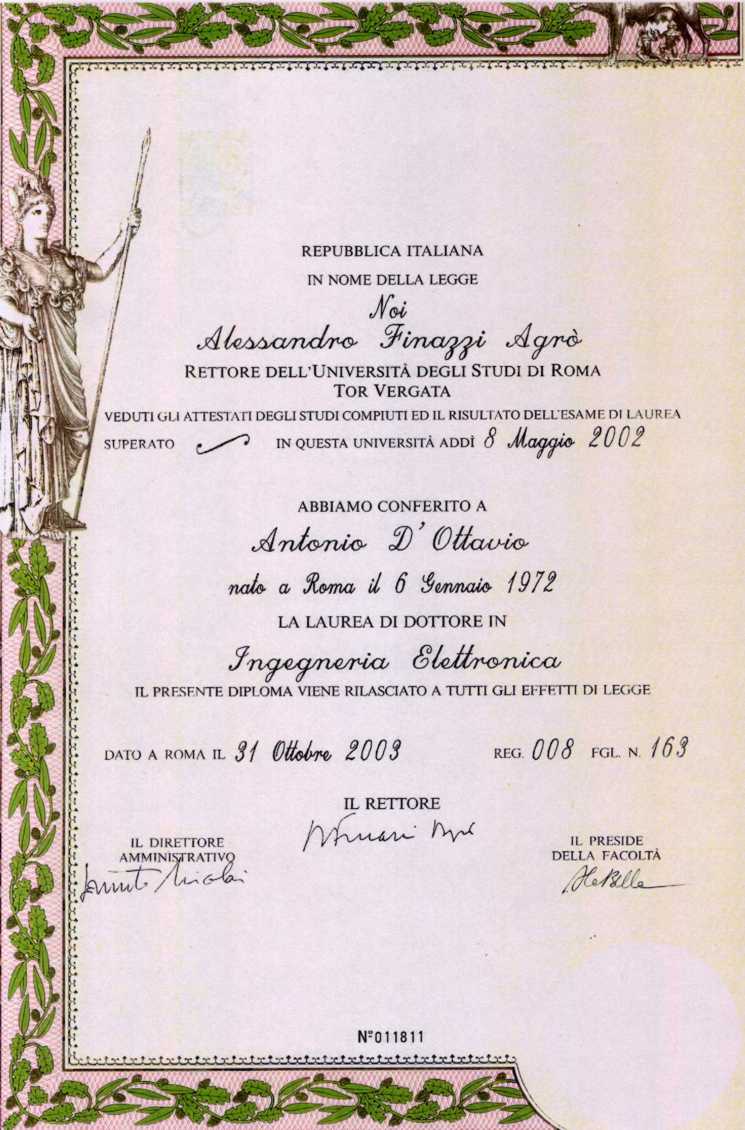 REPUBBLICA ITALIANA
IN NOME DELLA LEGGE
Noi
Alessandro Finazzi Agrò
RETTORE DELL'UNIVERSITÀ DEGLI STUDI DI ROMA
TOR VERGATA
VEDUTI GLI ATTESTATI DEGLI STUDI COMPIUTI ED IL RISULTATO DELL'ESAME DI LAUREA
SUPERATO IN QUESTA UNIVERSITÀ ADDÌ 8 Maggio 2002
ABBIAMO CONFERITO A
Antonio D'Ottavio
nato a Roma il 6 Gennaio 1972
LA LAUREA DI DOTTORE IN
Ingegneria Elettronica
IL PRESENTE DIPLOMA VIENE RILASCIATO A TUTTI GLI EFFETTI DI LEGGE
DATO A ROMA IL 31 Ottobre 2003 REG. 008 FGL. N. 163
IL RETTORE
IL DIRETTORE
AMMINISTRATIVO
IL PRESIDE
DELLA FACOLTÀ
Nº011811